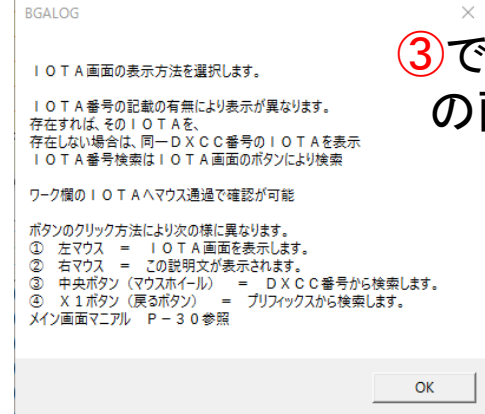 BGALOG
③で
の
ＩＯＴＡ画面の表示方法を選択します。
ＩＯＴＡ番号の記載の有無により表示が異なります。
存在すれば、そのＩＯＴＡを、
存在しない場合は、同一ＤＸＣＣ番号のＩＯＴＡを表示
ＩＯＴＡ番号検索はＩＯＴＡ画面のボタンにより検索
ワーク欄のＩＯＴＡへマウス通過で確認が可能
ボタンのクリック方法により次の様に異なります。
①　左マウス　＝　ＩＯＴＡ画面を表示します。
②　右マウス　＝　この説明文が表示されます。
③　中央ボタン（マウスホイール）　＝　ＤＸＣＣ番号から検索します。
④　Ｘ１ボタン（戻るボタン）　＝　プリフィックスから検索します。
メイン画面マニアル　Ｐ－３０参照
OK